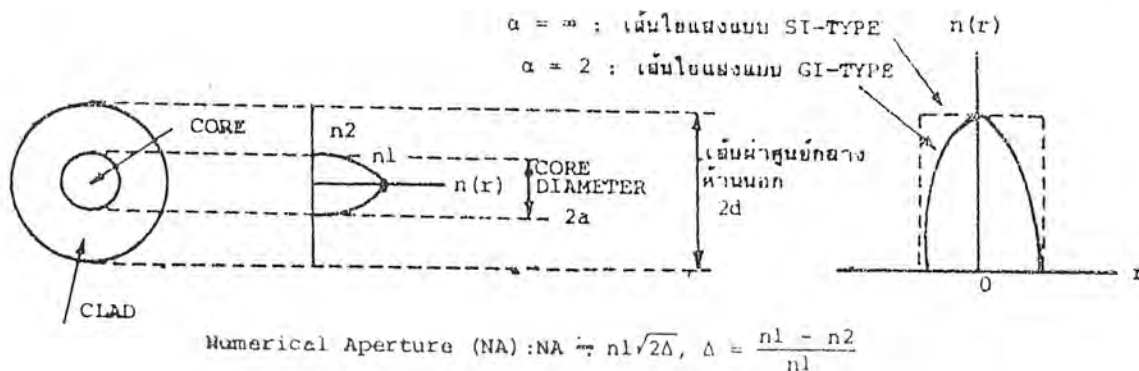 α = ∞ : เส้นใยแสงแบบ SI-TYPE
n(r)
α = 2 : เส้นใยแสงแบบ GI-TYPE
CORE
n2
n1
n(r)
CORE
DIAMETER
2a
เส้นผ่าศูนย์กลาง
ด้านนอก
2d
0
r
CLAD
Numerical Aperture (NA):NA ≒ n1√2Δ, Δ = (n1 - n2)/n1